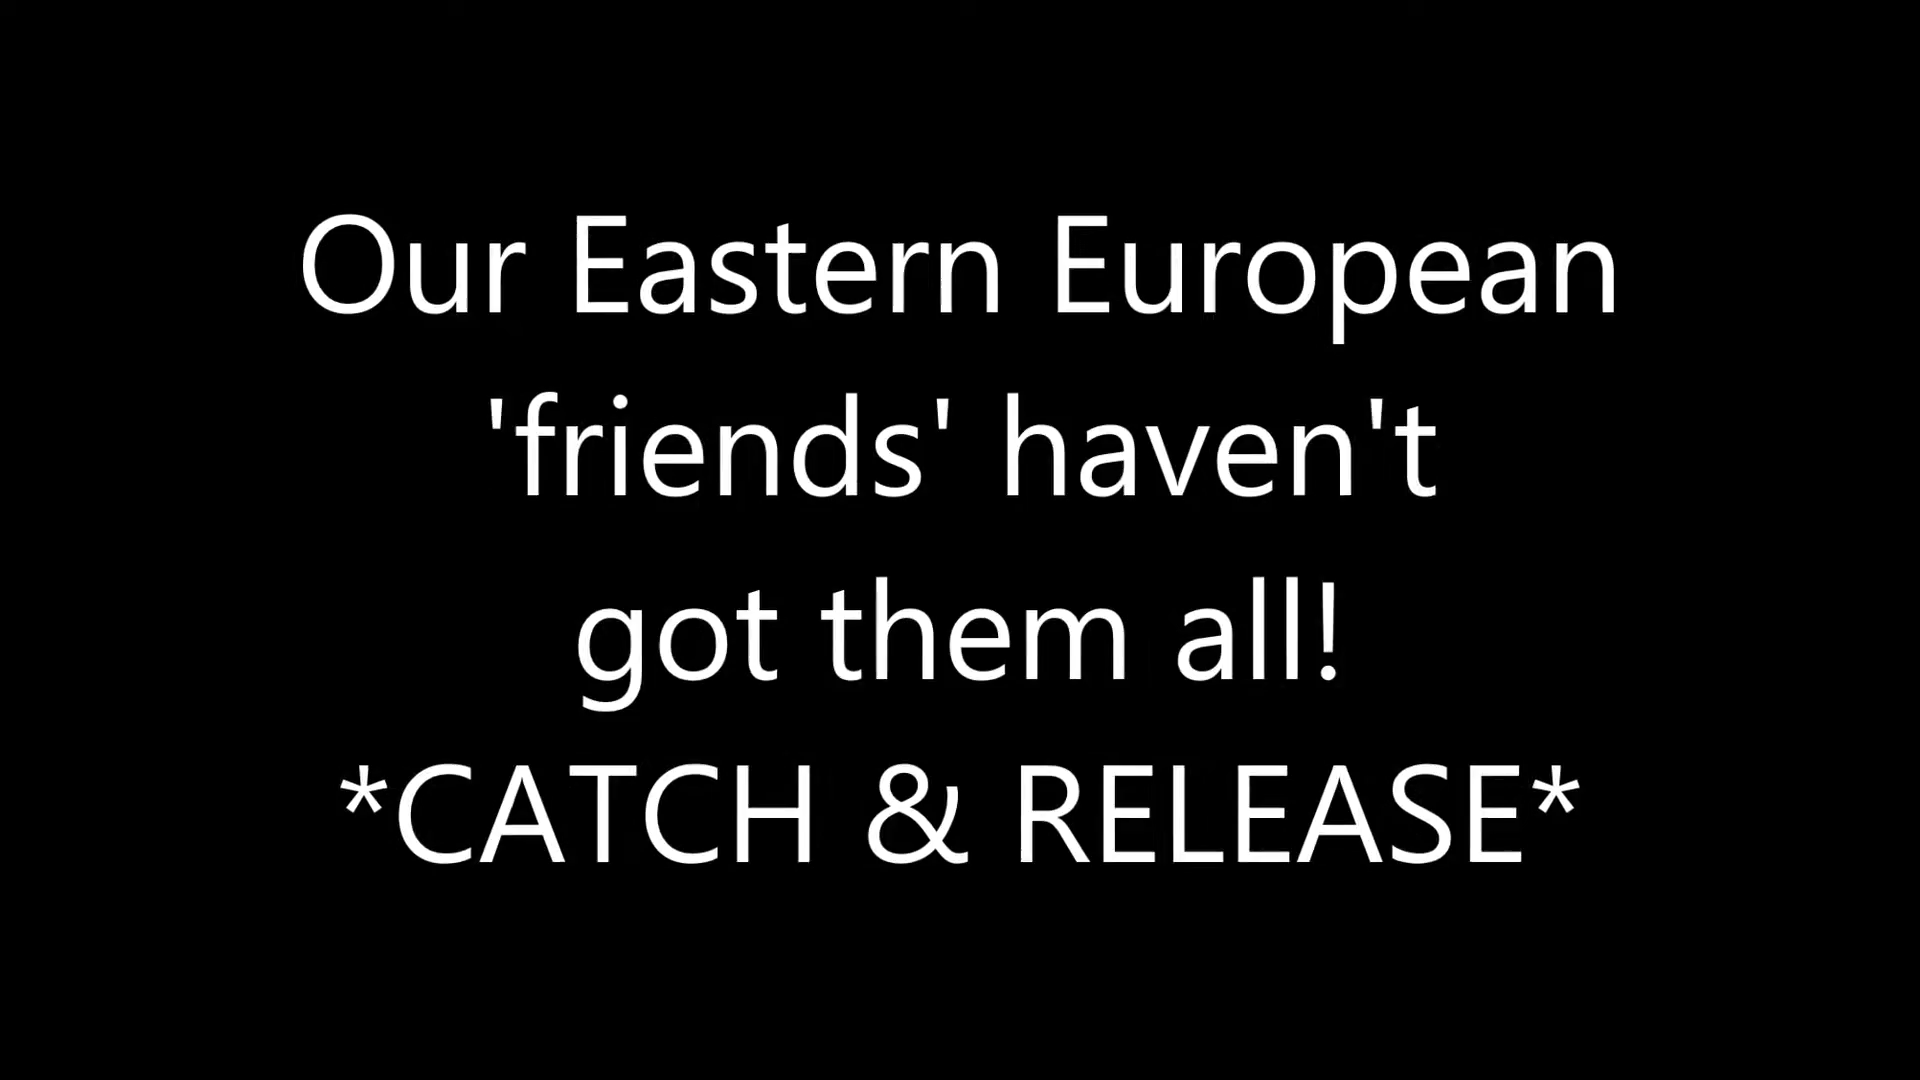 Our Eastern European
'friends' haven't
got them all!
*CATCH & RELEASE*